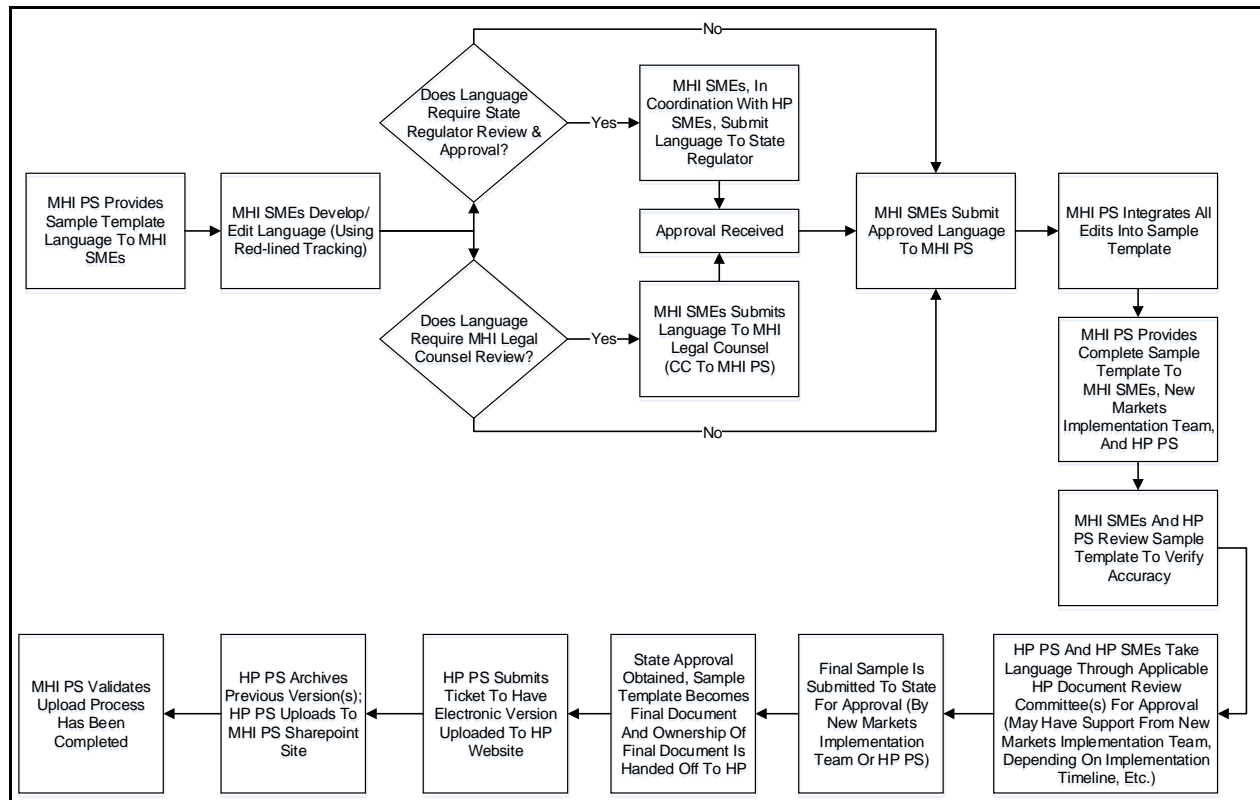 No
Does Language
Require State
Regulator Review &
Approval?
Yes
MHI SMEs, In
Coordination With HP
SMEs, Submit
Language To State
Regulator
MHI PS Provides
Sample Template
Language To MHI
SMEs
MHI SMEs Develop/
Edit Language (Using
Red-lined Tracking)
Approval Received
MHI SMEs Submit
Approved Language
To MHI PS
MHI PS Integrates All
Edits Into Sample
Template
Does Language
Require MHI Legal
Counsel Review?
Yes
MHI SMEs Submits
Language To MHI
Legal Counsel
(CC To MHI PS)
No
MHI PS Provides
Complete Sample
Template To
MHI SMEs, New
Markets
Implementation Team,
And HP PS
MHI SMEs And HP
PS Review Sample
Template To Verify
Accuracy
HP PS And HP SMEs Take
Language Through Applicable
HP Document Review
Committee(s) For Approval
(May Have Support From New
Markets Implementation Team,
Depending On Implementation
Timeline, Etc.)
Final Sample Is
Submitted To State
For Approval (By
New Markets
Implementation
Team Or HP PS)
State Approval
Obtained, Sample
Template Becomes
Final Document
And Ownership Of
Final Document Is
Handed Off To HP
HP PS Submits
Ticket To Have
Electronic Version
Uploaded To HP
Website
HP PS Archives
Previous Version(s);
HP PS Uploads To
MHI PS Sharepoint
Site
MHI PS Validates
Upload Process
Has Been
Completed